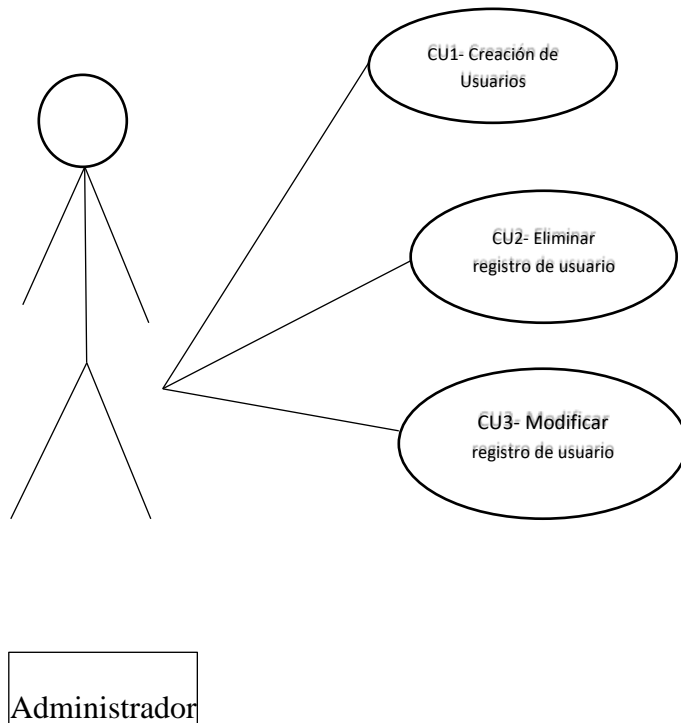 CU1- Creación de
Usuarios
CU2- Eliminar
registro de usuario
CU3- Modificar
registro de usuario
Administrador